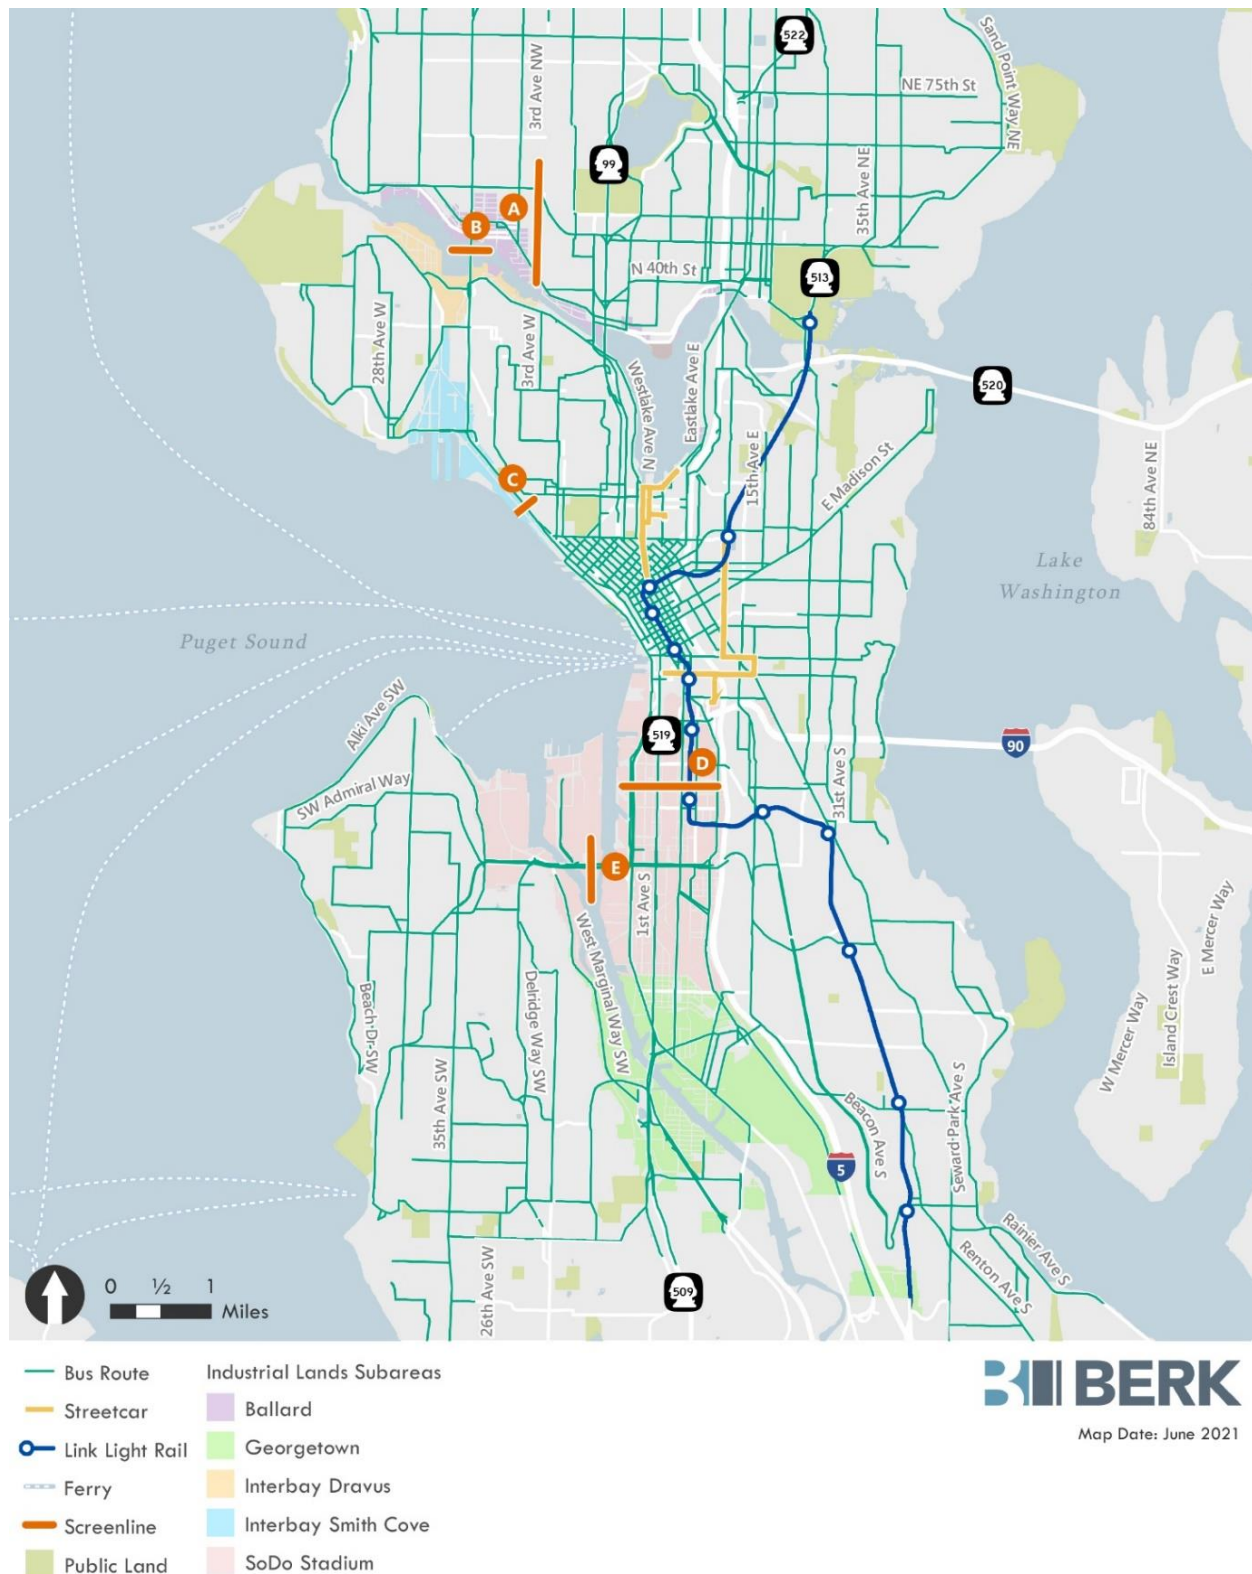 522
Sand Point Way NE
NE 75th St
3rd Ave NW
99
35th Ave NE
A
B
N 40th St
513
28th Ave W
3rd Ave W
Westlake Ave N
Eastlake Ave E
520
15th Ave E
E Madison St
84th Ave NE
C
Lake
Washington
Puget Sound
Alki Ave SW
519
90
D
SW Admiral Way
31st Ave S
E
1st Ave S
West Marginal Way SW
Delridge Way SW
Beach Dr SW
35th Ave SW
E Mercer Way
Island Crest Way
W Mercer Way
Beacon Ave S
Seward Park Ave S
5
Rainier Ave S
Renton Ave S
26th Ave SW
509
0 ½ 1
Miles
Bus Route
Streetcar
Link Light Rail
Ferry
Screenline
Public Land
Industrial Lands Subareas
Ballard
Georgetown
Interbay Dravus
Interbay Smith Cove
SoDo Stadium
BERK
Map Date: June 2021